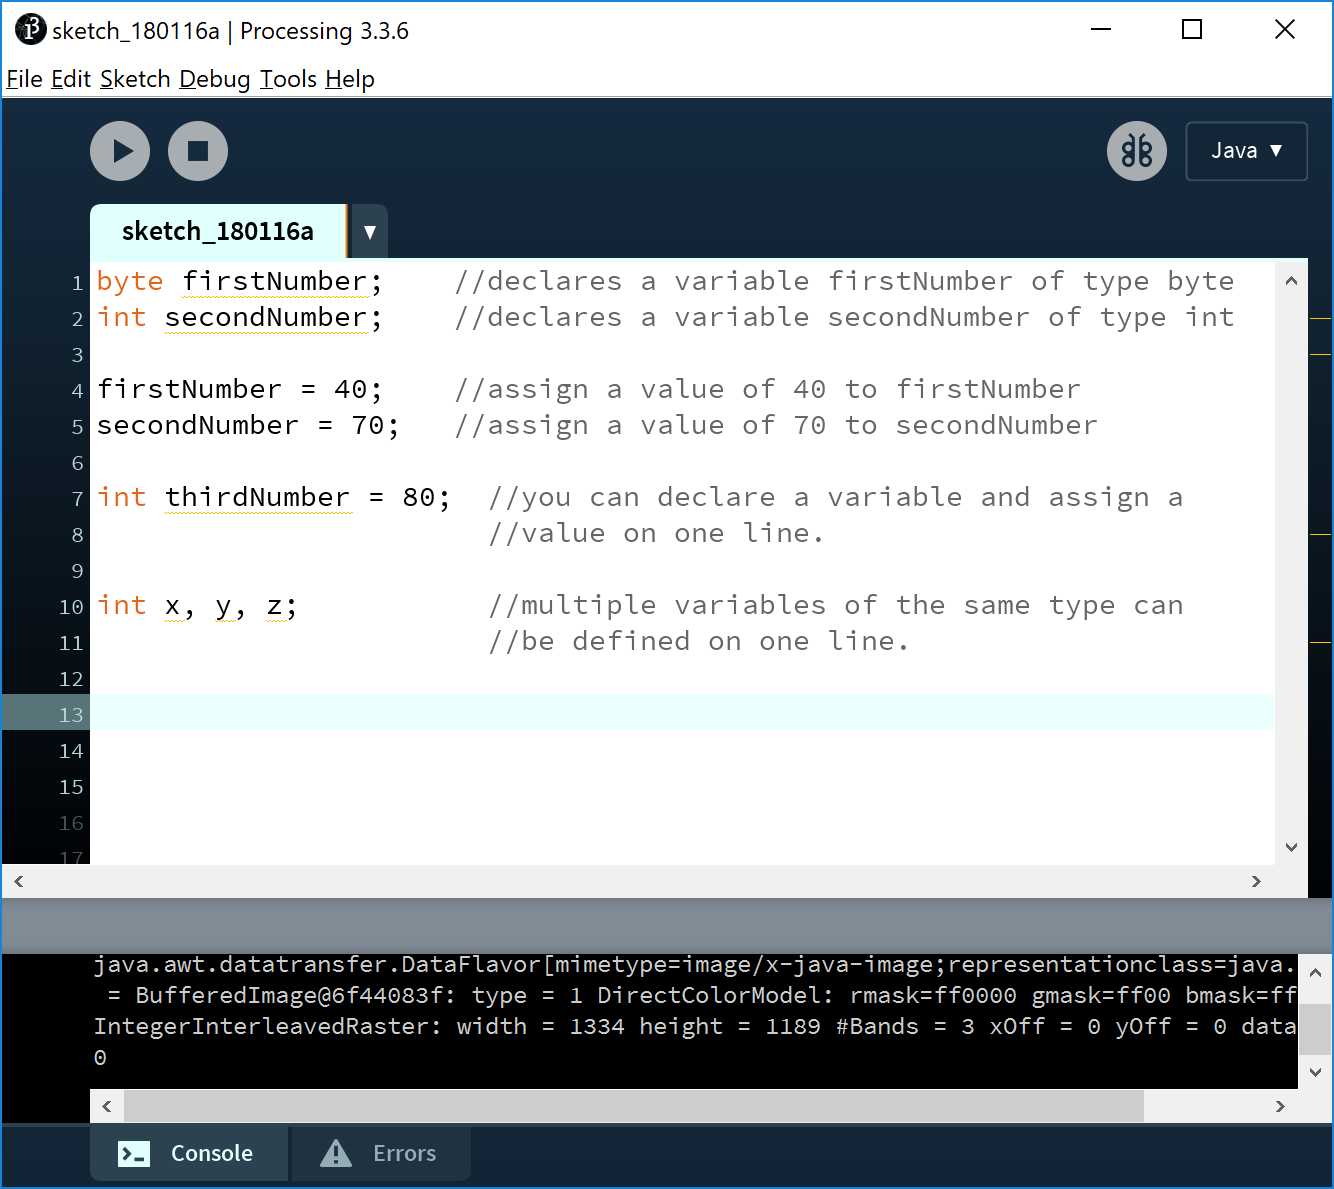 sketch_180116a | Processing 3.3.6
File Edit Sketch Debug Tools Help
Java ▼
sketch_180116a ▼
1 byte firstNumber; //declares a variable firstNumber of type byte
2 int secondNumber; //declares a variable secondNumber of type int
3
4 firstNumber = 40; //assign a value of 40 to firstNumber
5 secondNumber = 70; //assign a value of 70 to secondNumber
6
7 int thirdNumber = 80; //you can declare a variable and assign a
8 //value on one line.
9
10 int x, y, z; //multiple variables of the same type can
11 //be defined on one line.
12
13
14
15
16
17
java.awt.datatransfer.DataFlavor[mimetype=image/x-java-image;representationclass=java.
= BufferedImage@6f44083f: type = 1 DirectColorModel: rmask=ff0000 gmask=ff00 bmask=ff
IntegerInterleavedRaster: width = 1334 height = 1189 #Bands = 3 xOff = 0 yOff = 0 data
0
Console Errors